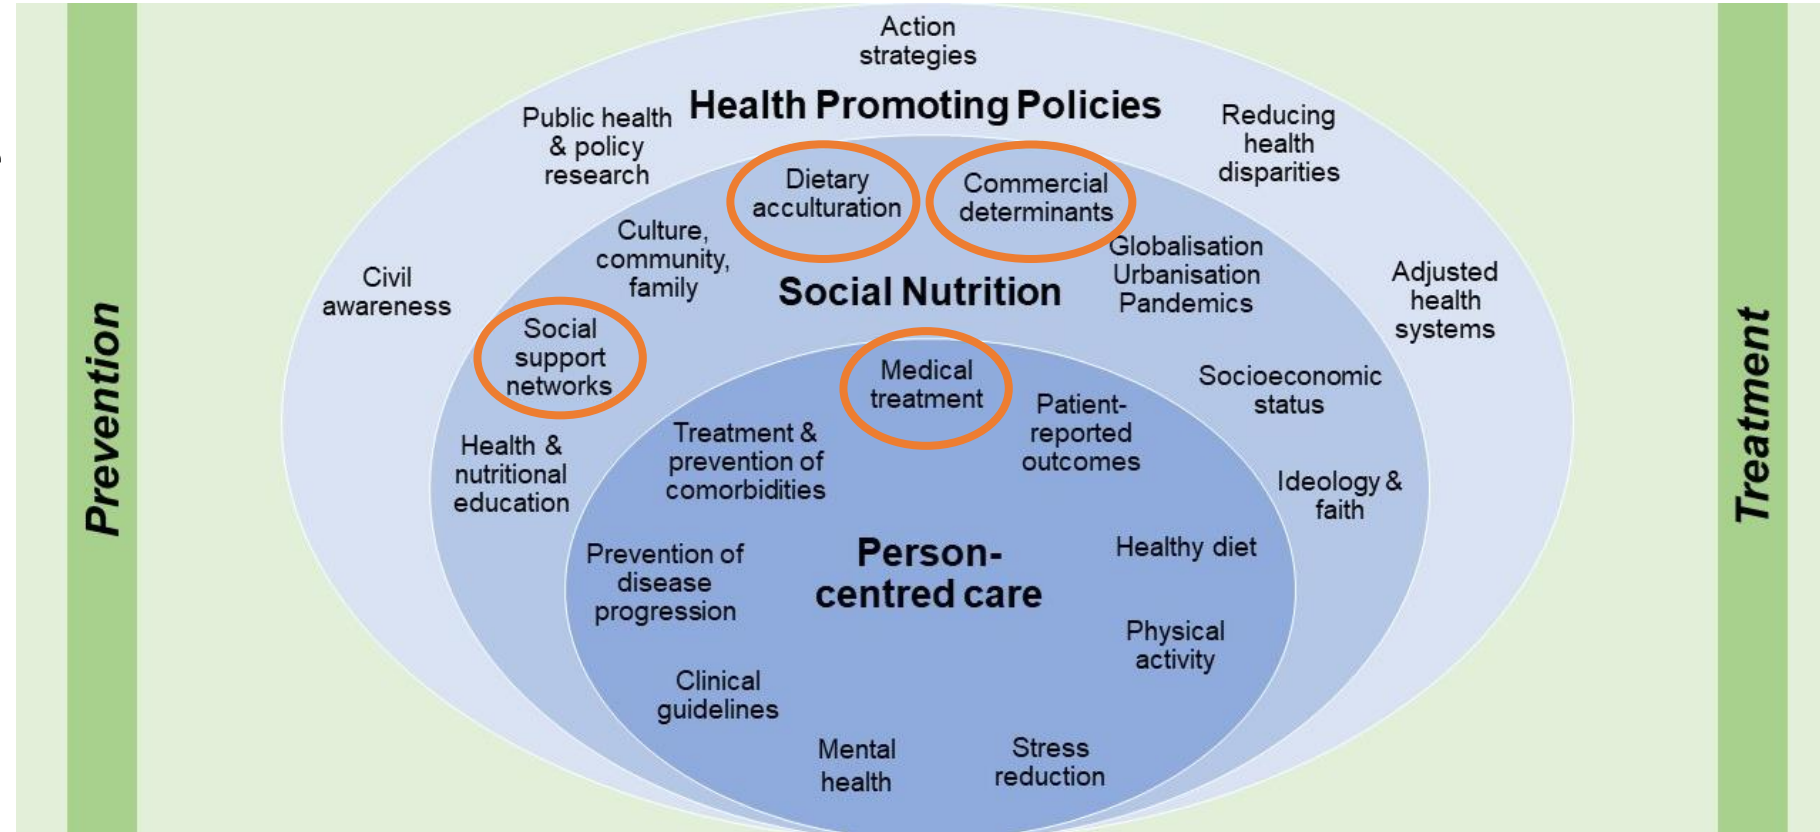 Action
strategies
Health Promoting Policies
Public health
& policy
research
Reducing
health
disparities
Dietary
acculturation
Commercial
determinants
Culture,
community,
family
Globalisation
Urbanisation
Pandemics
Civil
awareness
Social Nutrition
Adjusted
health
systems
Social
support
networks
Medical
treatment
Socioeconomic
status
Patient-
reported
outcomes
Treatment &
prevention of
comorbidities
Health &
nutritional
education
Ideology &
faith
Prevention of
disease
progression
Person-
centred care
Healthy diet
Physical
activity
Clinical
guidelines
Mental
health
Stress
reduction
Prevention
Treatment